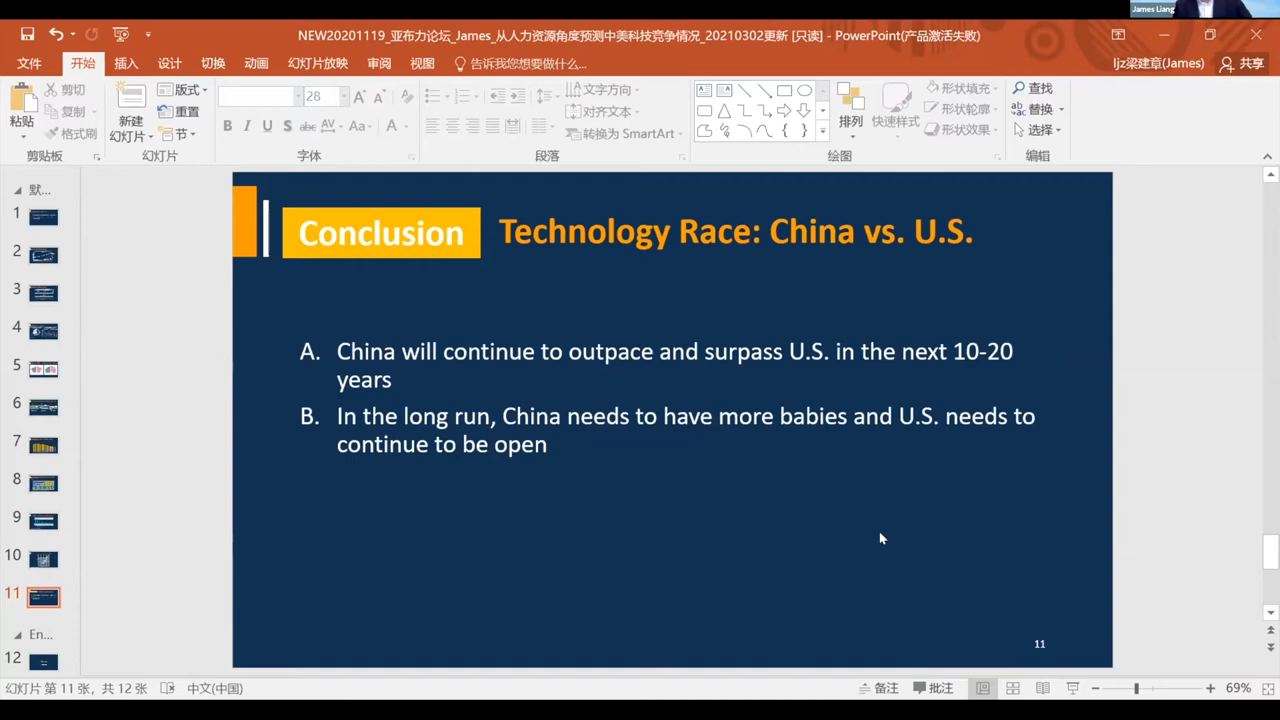 James Liang
NEW20201119_亚布力论坛_James_从人力资源角度预测中美科技竞争情况_20210302更新 [只读] - PowerPoint(产品激活失败)
文件 开始 插入 设计 切换 动画 幻灯片放映 审阅 视图 告诉我您想要做什么... ljz梁建章(James) 共享
粘贴 剪切 复制 格式刷 剪贴板
新建 幻灯片 版式 重置 节 幻灯片
28
B I U S abc AV Aa A 字体
文字方向 对齐文本 转换为 SmartArt 段落
排列 快速样式 形状填充 形状轮廓 形状效果 绘图
查找 替换 选择 编辑
默...
1
2
3
4
5
6
7
8
9
10
11
En...
12
Conclusion Technology Race: China vs. U.S.
A. China will continue to outpace and surpass U.S. in the next 10-20
years
B. In the long run, China needs to have more babies and U.S. needs to
continue to be open
11
幻灯片 第 11 张，共 12 张 中文(中国) 备注 批注 69%